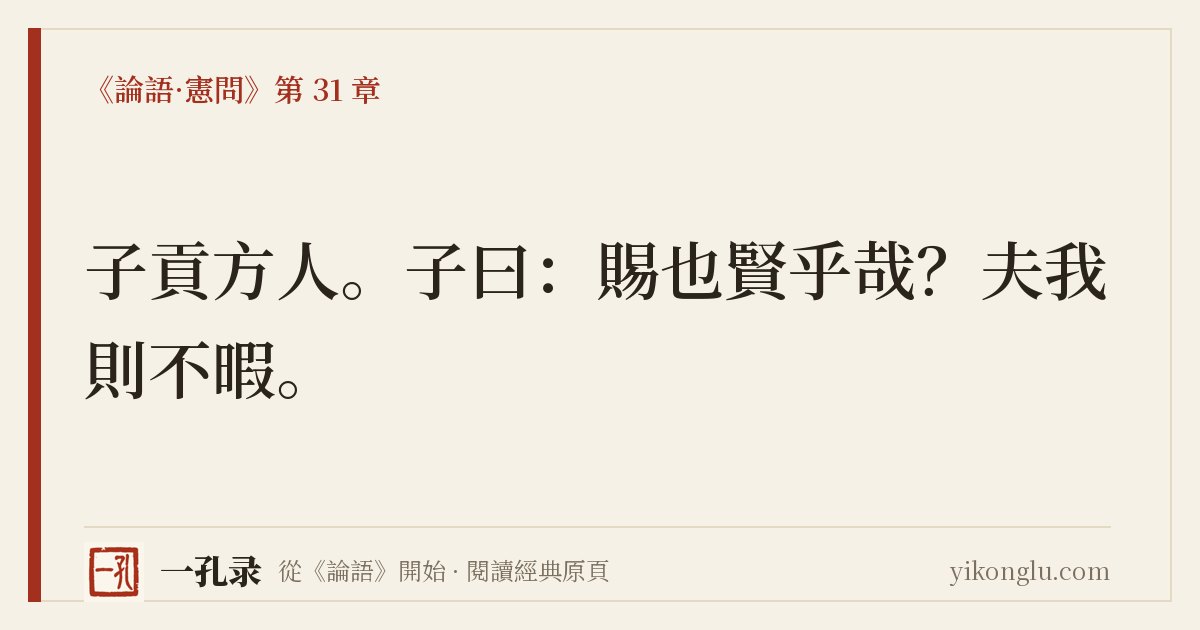 《論語·憲問》第 31 章
子貢方人。子曰：賜也賢乎哉？夫我
則不暇。
一孔
一孔录 從《論語》開始 · 閱讀經典原頁
yikonglu.com